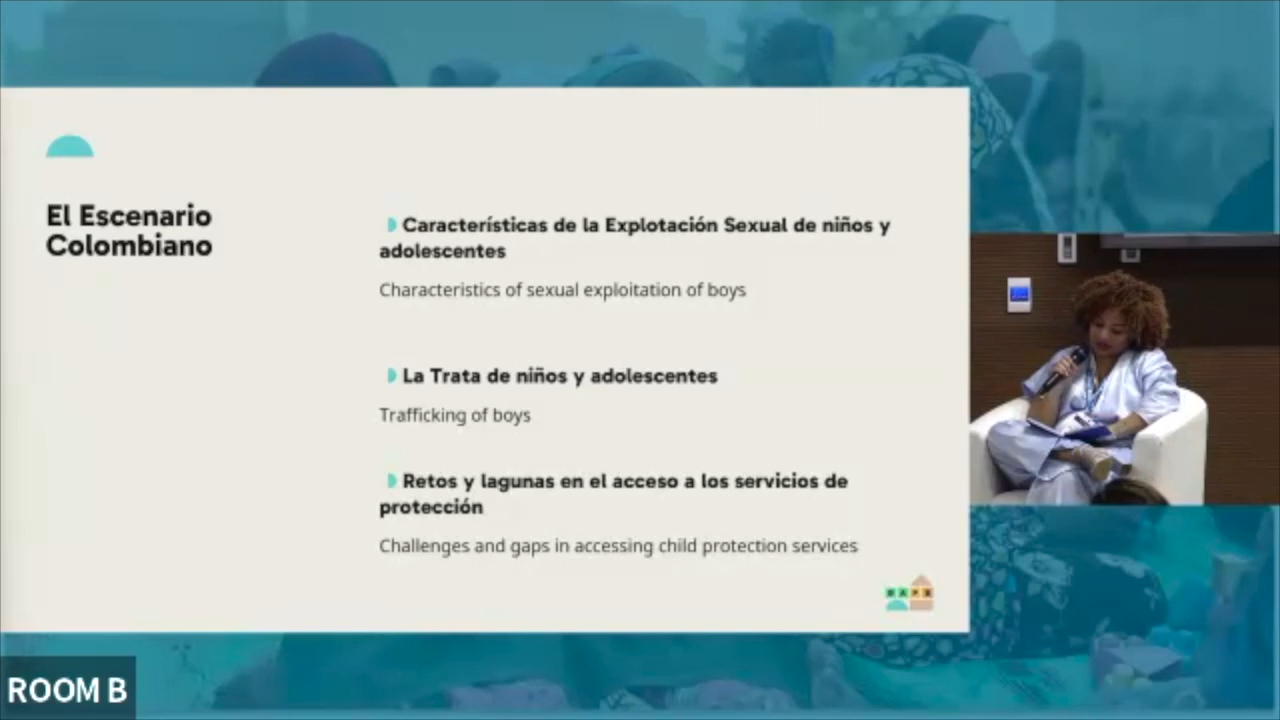 El Escenario
Colombiano
Características de la Explotación Sexual de niños y
adolescentes
Characteristics of sexual exploitation of boys
La Trata de niños y adolescentes
Trafficking of boys
Retos y lagunas en el acceso a los servicios de
protección
Challenges and gaps in accessing child protection services
ROOM B